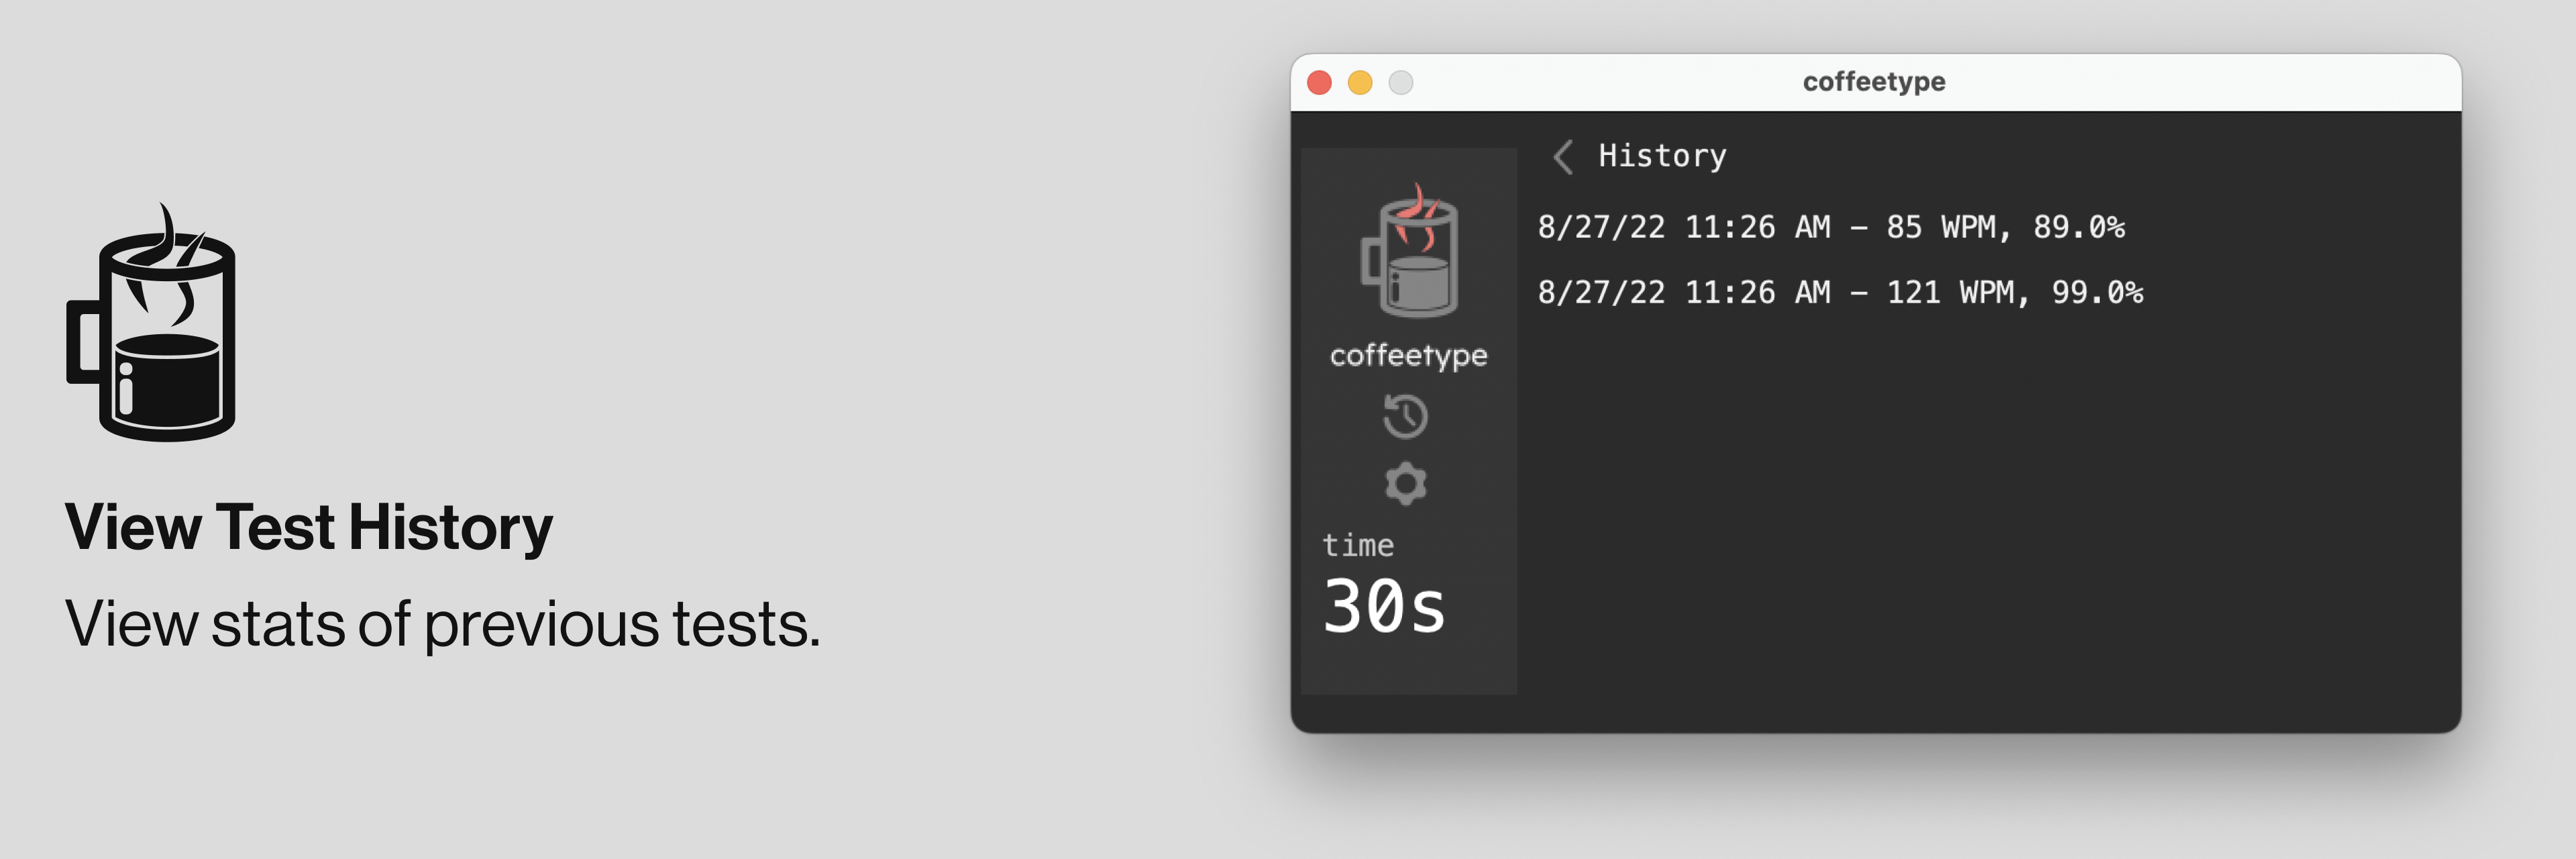 View Test History
View stats of previous tests.
coffeetype
History
8/27/22 11:26 AM – 85 WPM, 89.0%
8/27/22 11:26 AM – 121 WPM, 99.0%
coffeetype
time
30s